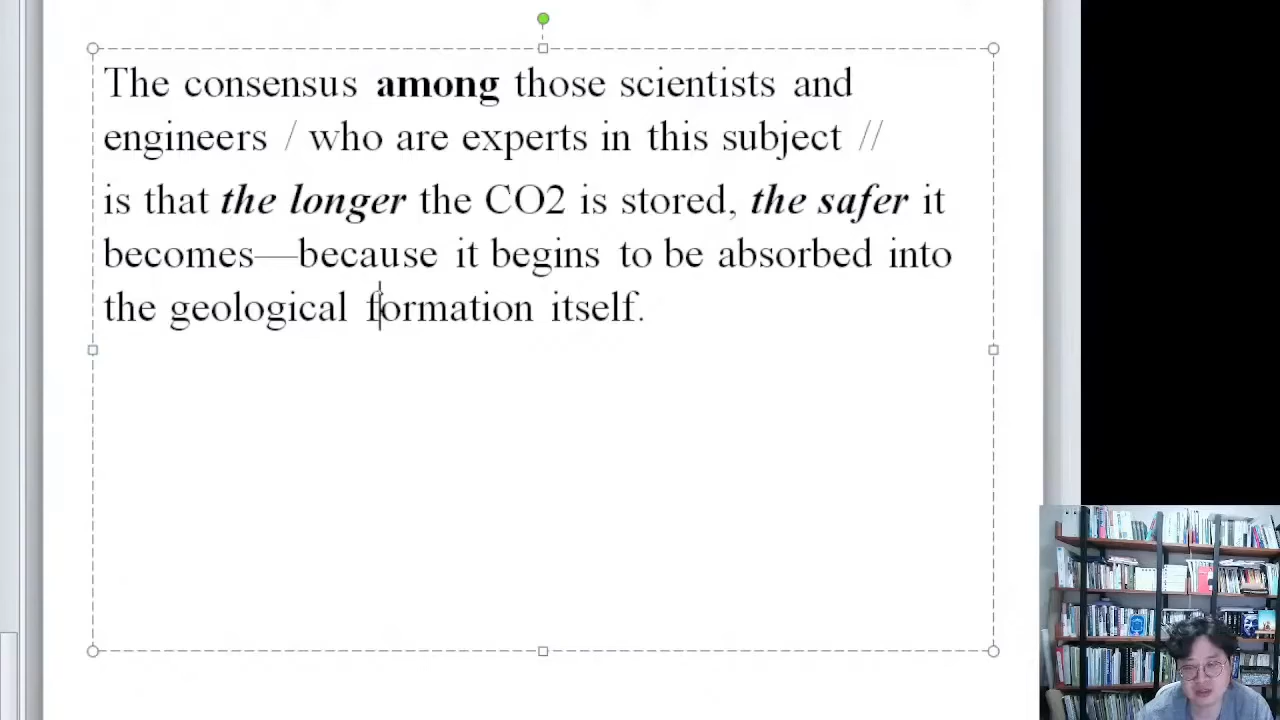 The consensus among those scientists and
engineers / who are experts in this subject //
is that the longer the CO2 is stored, the safer it
becomes—because it begins to be absorbed into
the geological formation itself.